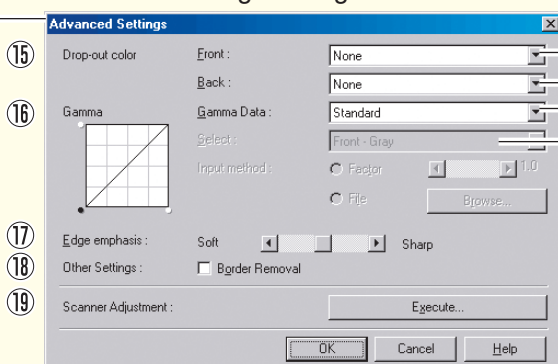 Advanced Settings
⑮ Drop-out color Front : None
Back : None
⑯ Gamma Gamma Data : Standard
Select : Front - Gray
Input method : Factor 1.0
File Browse...
⑰ Edge emphasis : Soft Sharp
⑱ Other Settings : Border Removal
⑲ Scanner Adjustment : Execute...
OK Cancel Help